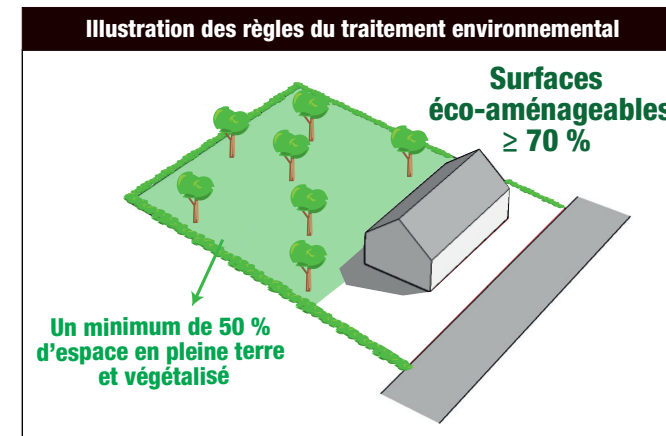 Illustration des règles du traitement environnemental
Surfaces
éco-aménageables
≥ 70 %
Un minimum de 50 %
d'espace en pleine terre
et végétalisé